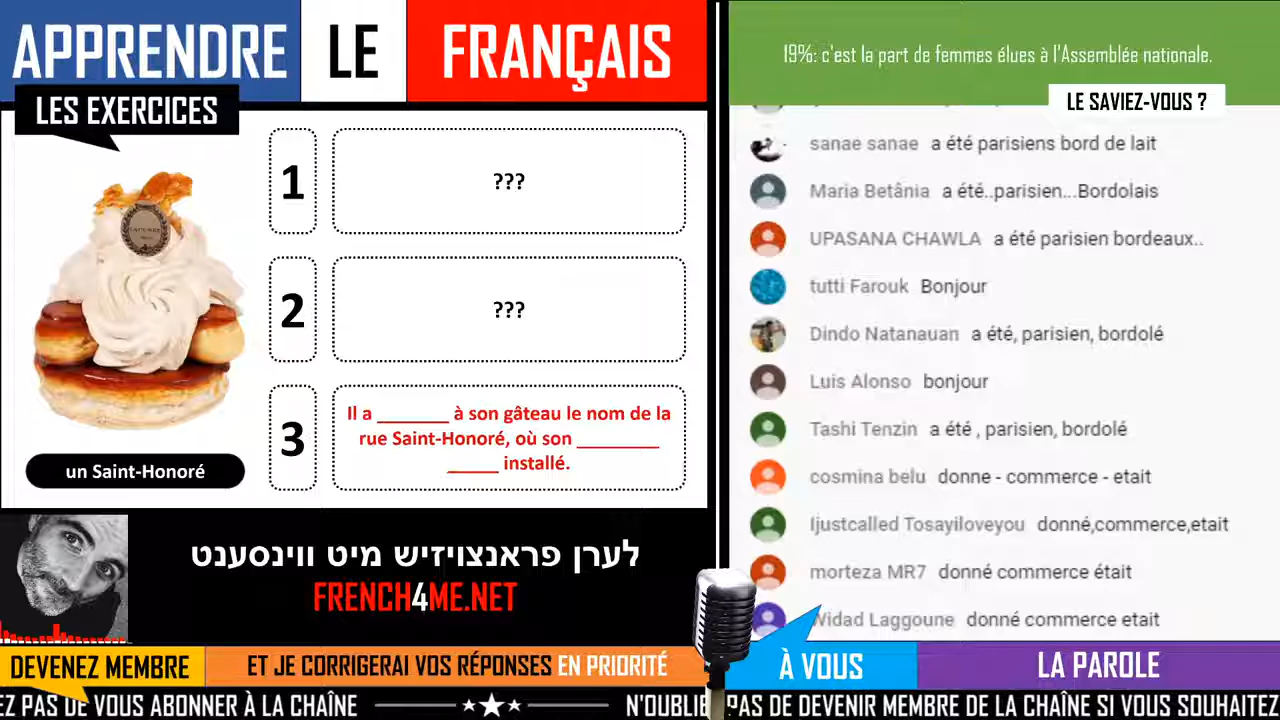 APPRENDRE LE FRANÇAIS
LES EXERCICES
un Saint-Honoré
1
???
2
???
3
Il a _______ à son gâteau le nom de la
rue Saint-Honoré, où son ________
_____ installé.
לערן פראנצויזיש מיט ווינסענט
FRENCH4ME.NET
DEVENEZ MEMBRE
ET JE CORRIGERAI VOS RÉPONSES EN PRIORITÉ
19%: c'est la part de femmes élues à l'Assemblée nationale.
LE SAVIEZ-VOUS ?
sanae sanae a été parisiens bord de lait
Maria Betânia a été..parisien...Bordolais
UPASANA CHAWLA a été parisien bordeaux..
tutti Farouk Bonjour
Dindo Natanauan a été, parisien, bordolé
Luis Alonso bonjour
Tashi Tenzin a été , parisien, bordolé
cosmina belu donne - commerce - etait
Ijustcalled Tosayiloveyou donné,commerce,etait
morteza MR7 donné commerce était
Widad Laggoune donné commerce etait
À VOUS
LA PAROLE
EZ PAS DE VOUS ABONNER À LA CHAÎNE N'OUBLIE PAS DE DEVENIR MEMBRE DE LA CHAÎNE SI VOUS SOUHAITEZ